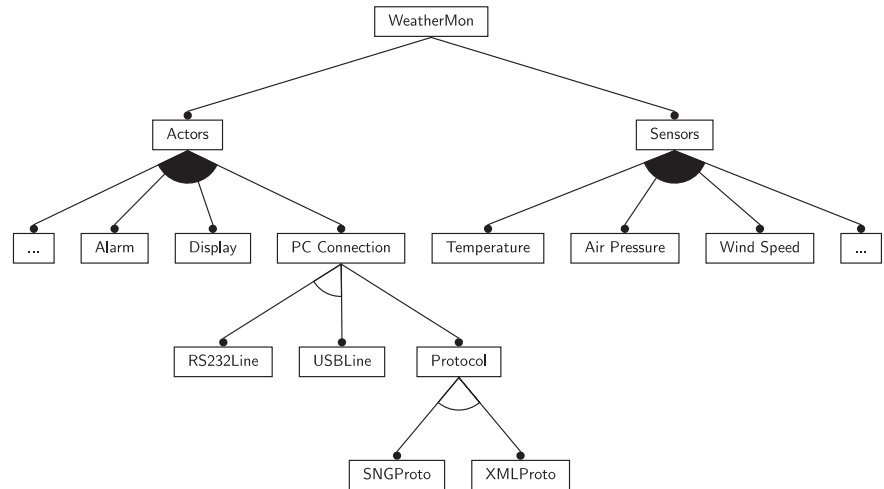 WeatherMon
Actors
Sensors
...
Alarm
Display
PC Connection
Temperature
Air Pressure
Wind Speed
...
RS232Line
USBLine
Protocol
SNGProto
XMLProto